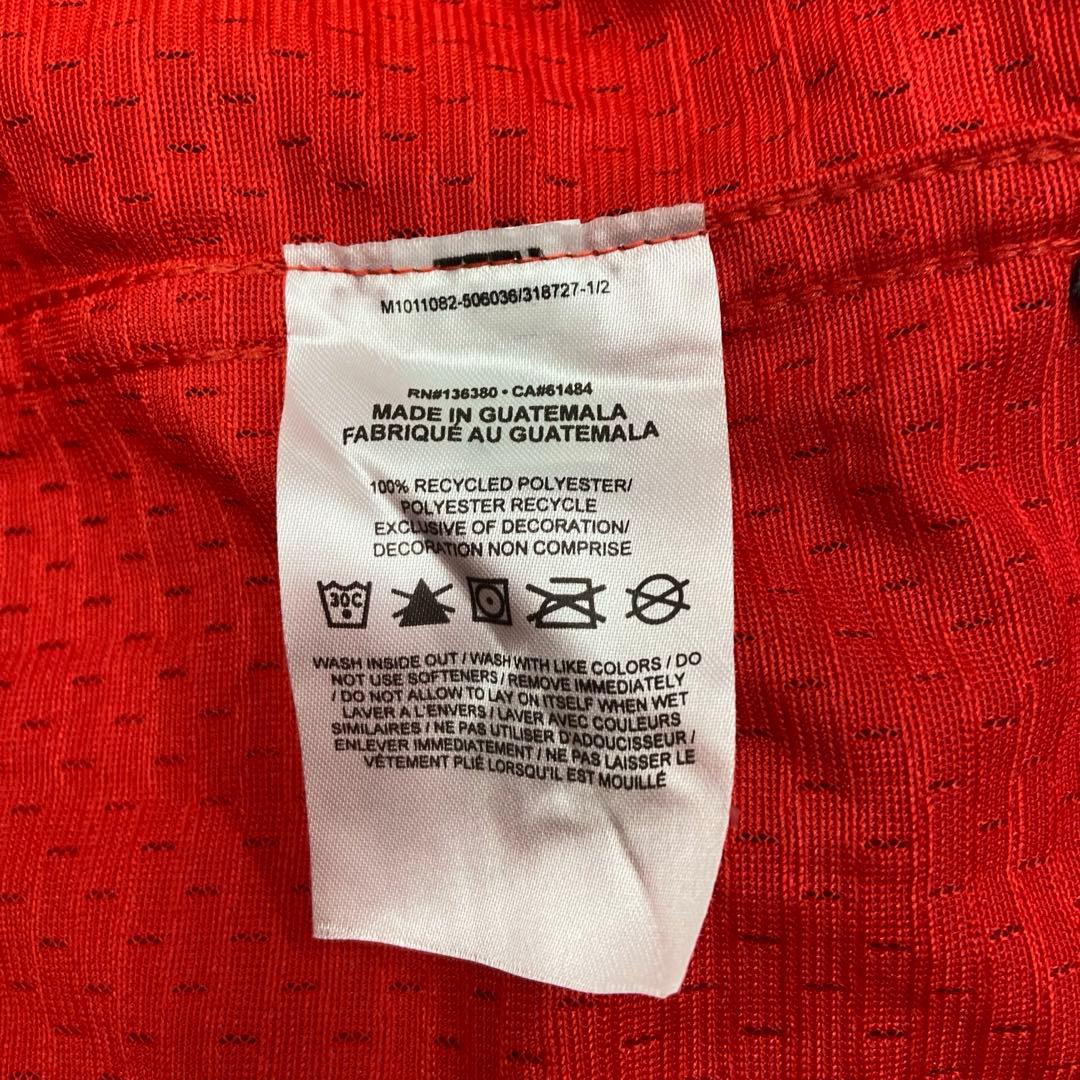 M1011082-506036/318727-1/2
RN#136380 • CA#61484
MADE IN GUATEMALA
FABRIQUÉ AU GUATEMALA
100% RECYCLED POLYESTER/
POLYESTER RECYCLE
EXCLUSIVE OF DECORATION/
DECORATION NON COMPRISE
30C
WASH INSIDE OUT / WASH WITH LIKE COLORS / DO
NOT USE SOFTENERS / REMOVE IMMEDIATELY
/ DO NOT ALLOW TO LAY ON ITSELF WHEN WET
LAVER A L'ENVERS / LAVER AVEC COULEURS
SIMILAIRES / NE PAS UTILISER D'ADOUCISSEUR /
ENLEVER IMMEDIATEMENT / NE PAS LAISSER LE
VÊTEMENT PLIÉ LORSQU'IL EST MOUILLÉ